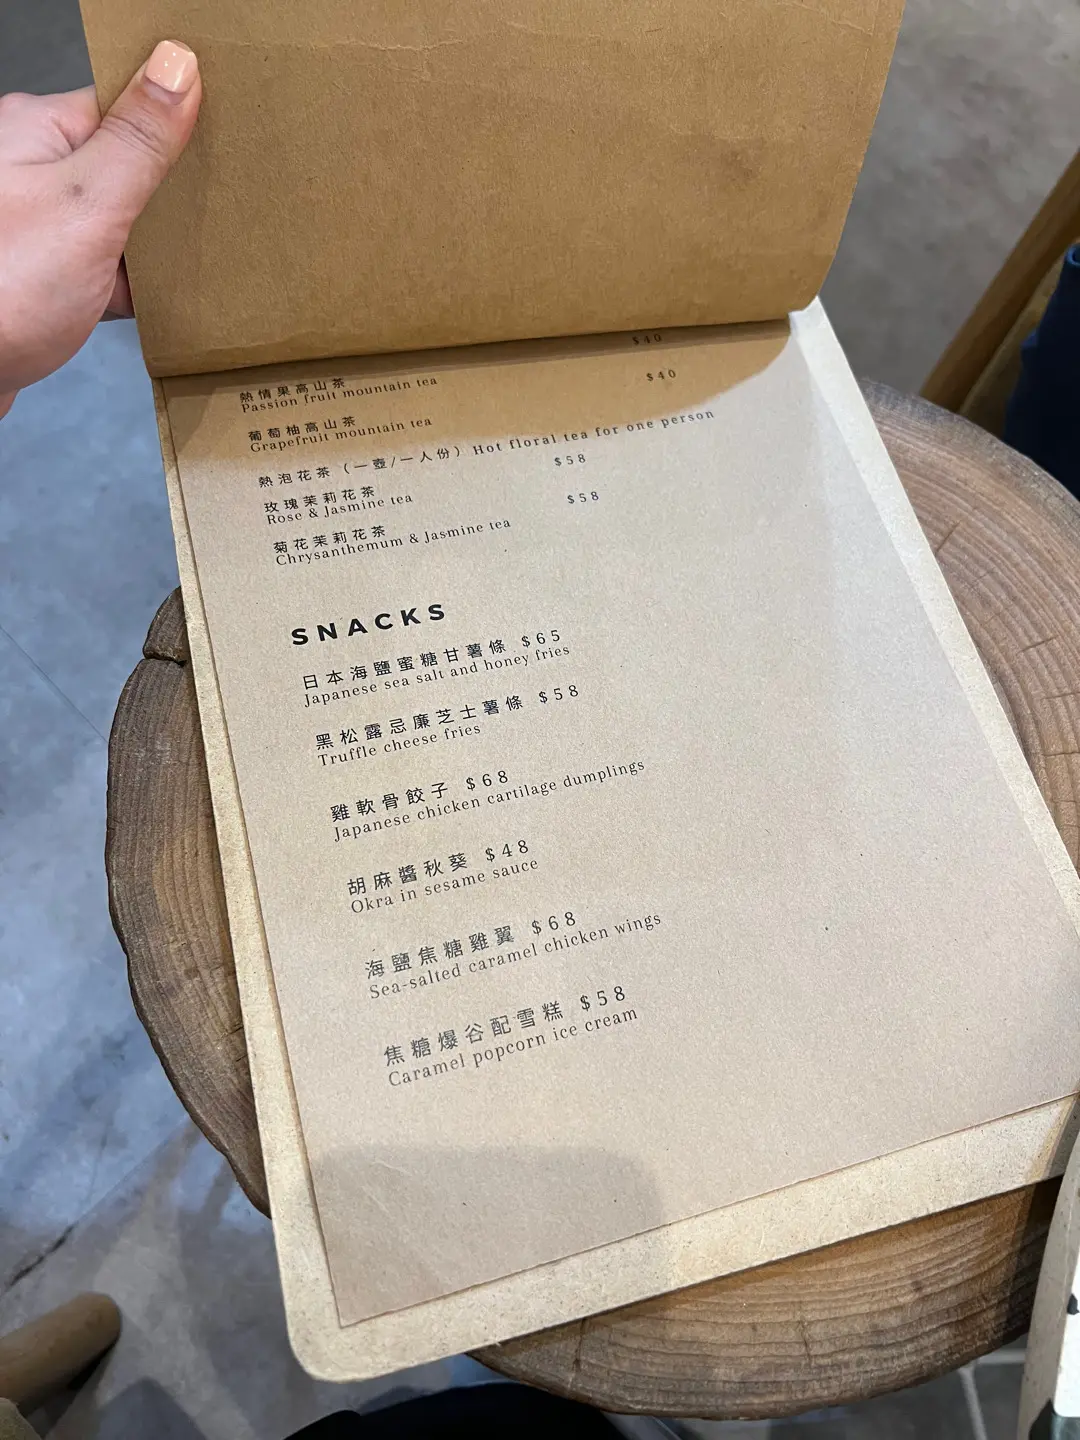 $40
熱情果高山茶
Passion fruit mountain tea
$40
葡萄柚高山茶
Grapefruit mountain tea
熱泡花茶（一壺/一人份）Hot floral tea for one person
$58
玫瑰茉莉花茶
Rose & Jasmine tea
$58
菊花茉莉花茶
Chrysanthemum & Jasmine tea
SNACKS
日本海鹽蜜糖甘薯條 $65
Japanese sea salt and honey fries
黑松露忌廉芝士薯條 $58
Truffle cheese fries
雞軟骨餃子 $68
Japanese chicken cartilage dumplings
胡麻醬秋葵 $48
Okra in sesame sauce
海鹽焦糖雞翼 $68
Sea-salted caramel chicken wings
焦糖爆谷配雪糕 $58
Caramel popcorn ice cream